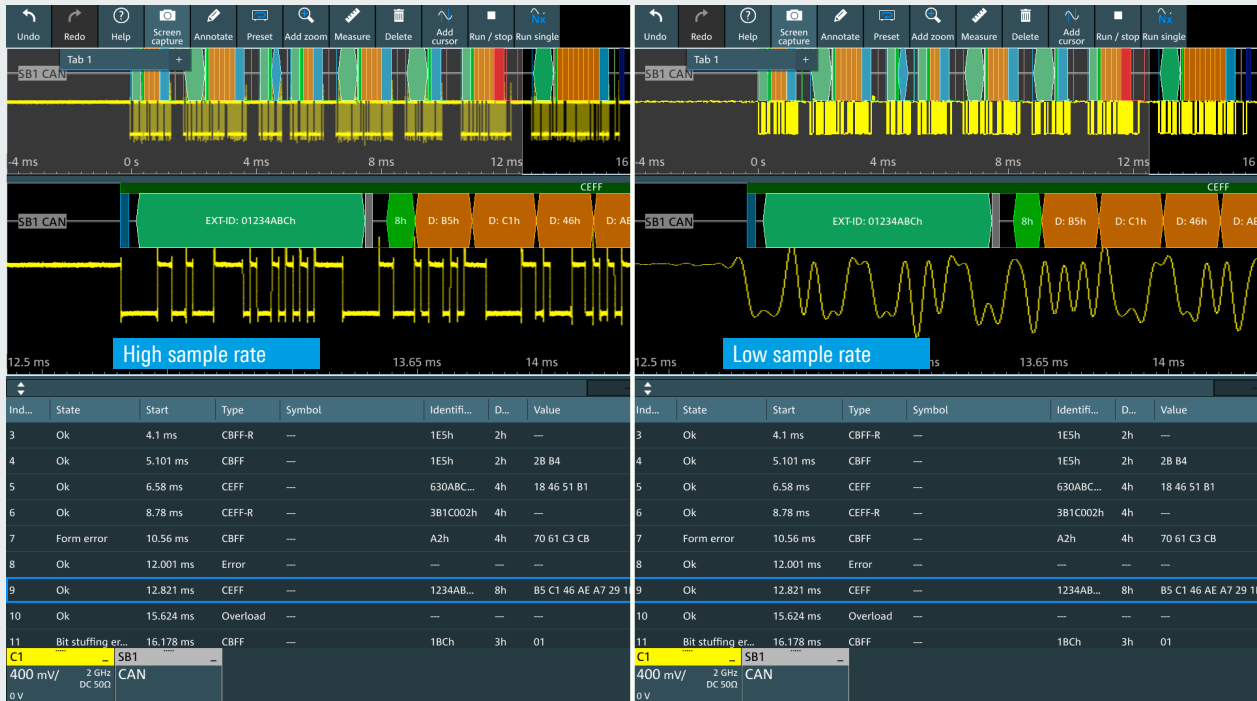 Undo Redo Help Screen capture Annotate Preset Add zoom Measure Delete Add cursor Run / stop Run single
Nx
Tab 1 +
SB1 CAN
-4 ms 0 s 4 ms 8 ms 12 ms 16
CEFF
SB1 CAN EXT-ID: 01234ABCh 8h D: B5h D: C1h D: 46h D: AE
High sample rate
12.5 ms 13.65 ms 14 ms
Ind... State Start Type Symbol Identifi... D... Value
3 Ok 4.1 ms CBFF-R --- 1E5h 2h ---
4 Ok 5.101 ms CBFF --- 1E5h 2h 2B B4
5 Ok 6.58 ms CEFF --- 630ABC... 4h 18 46 51 B1
6 Ok 8.78 ms CEFF-R --- 3B1C002h 4h ---
7 Form error 10.56 ms CBFF --- A2h 4h 70 61 C3 CB
8 Ok 12.001 ms Error --- --- --- ---
9 Ok 12.821 ms CEFF --- 1234AB... 8h B5 C1 46 AE A7 29 1
10 Ok 15.624 ms Overload --- --- --- ---
11 Bit stuffing er... 16.178 ms CBFF --- 1BCh 3h 01
C1 SB1
400 mV/ 2 GHz CAN
DC 50Ω
0 V
Undo Redo Help Screen capture Annotate Preset Add zoom Measure Delete Add cursor Run / stop Run single
Nx
Tab 1 +
SB1 CAN
-4 ms 0 s 4 ms 8 ms 12 ms 16
CEFF
SB1 CAN EXT-ID: 01234ABCh 8h D: B5h D: C1h D: 46h D: AE
Low sample rate
12.5 ms 13.65 ms 14 ms
Ind... State Start Type Symbol Identifi... D... Value
3 Ok 4.1 ms CBFF-R --- 1E5h 2h ---
4 Ok 5.101 ms CBFF --- 1E5h 2h 2B B4
5 Ok 6.58 ms CEFF --- 630ABC... 4h 18 46 51 B1
6 Ok 8.78 ms CEFF-R --- 3B1C002h 4h ---
7 Form error 10.56 ms CBFF --- A2h 4h 70 61 C3 CB
8 Ok 12.001 ms Error --- --- --- ---
9 Ok 12.821 ms CEFF --- 1234AB... 8h B5 C1 46 AE A7 29 1
10 Ok 15.624 ms Overload --- --- --- ---
11 Bit stuffing er... 16.178 ms CBFF --- 1BCh 3h 01
C1 SB1
400 mV/ 2 GHz CAN
DC 50Ω
0 V